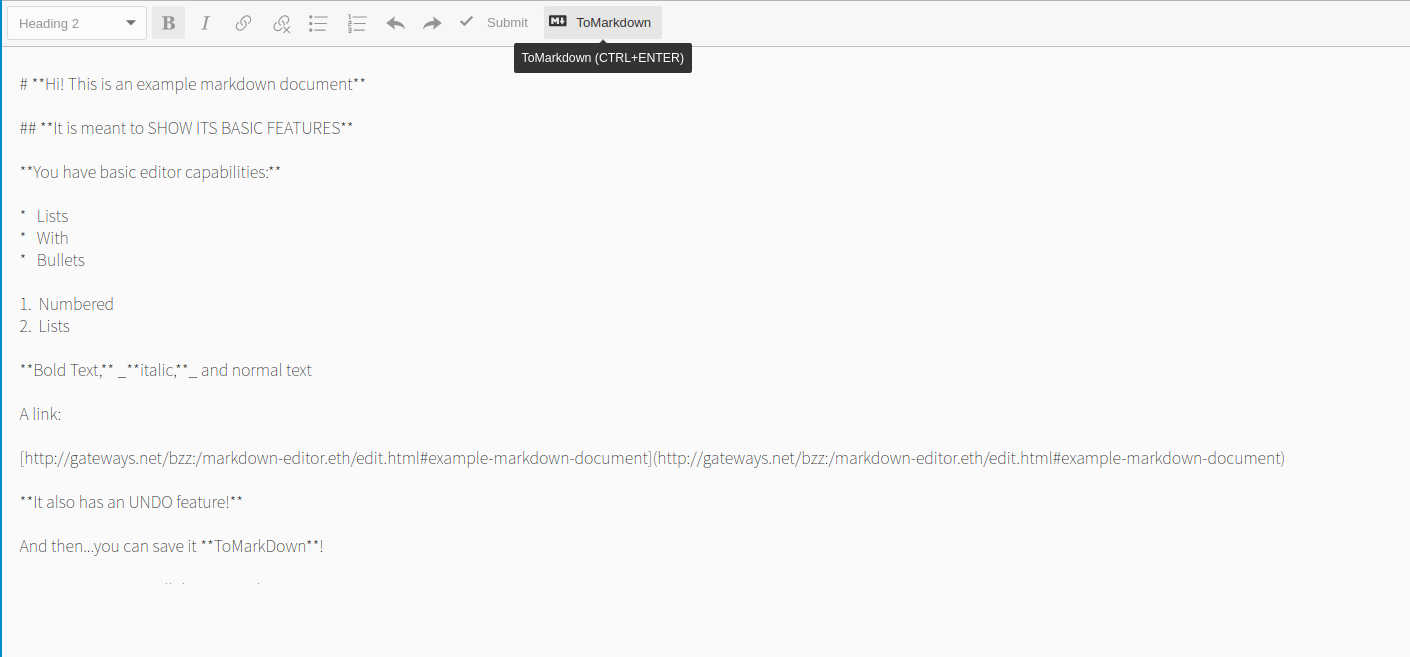 Heading 2
B
I
Submit
ToMarkdown
ToMarkdown (CTRL+ENTER)
# **Hi! This is an example markdown document**
## **It is meant to SHOW ITS BASIC FEATURES**
**You have basic editor capabilities:**
*   Lists
*   With
*   Bullets
1.  Numbered
2.  Lists
**Bold Text,** _**italic,**_ and normal text
A link:
[http://gateways.net/bzz:/markdown-editor.eth/edit.html#example-markdown-document](http://gateways.net/bzz:/markdown-editor.eth/edit.html#example-markdown-document)
**It also has an UNDO feature!**
And then...you can save it **ToMarkDown**!